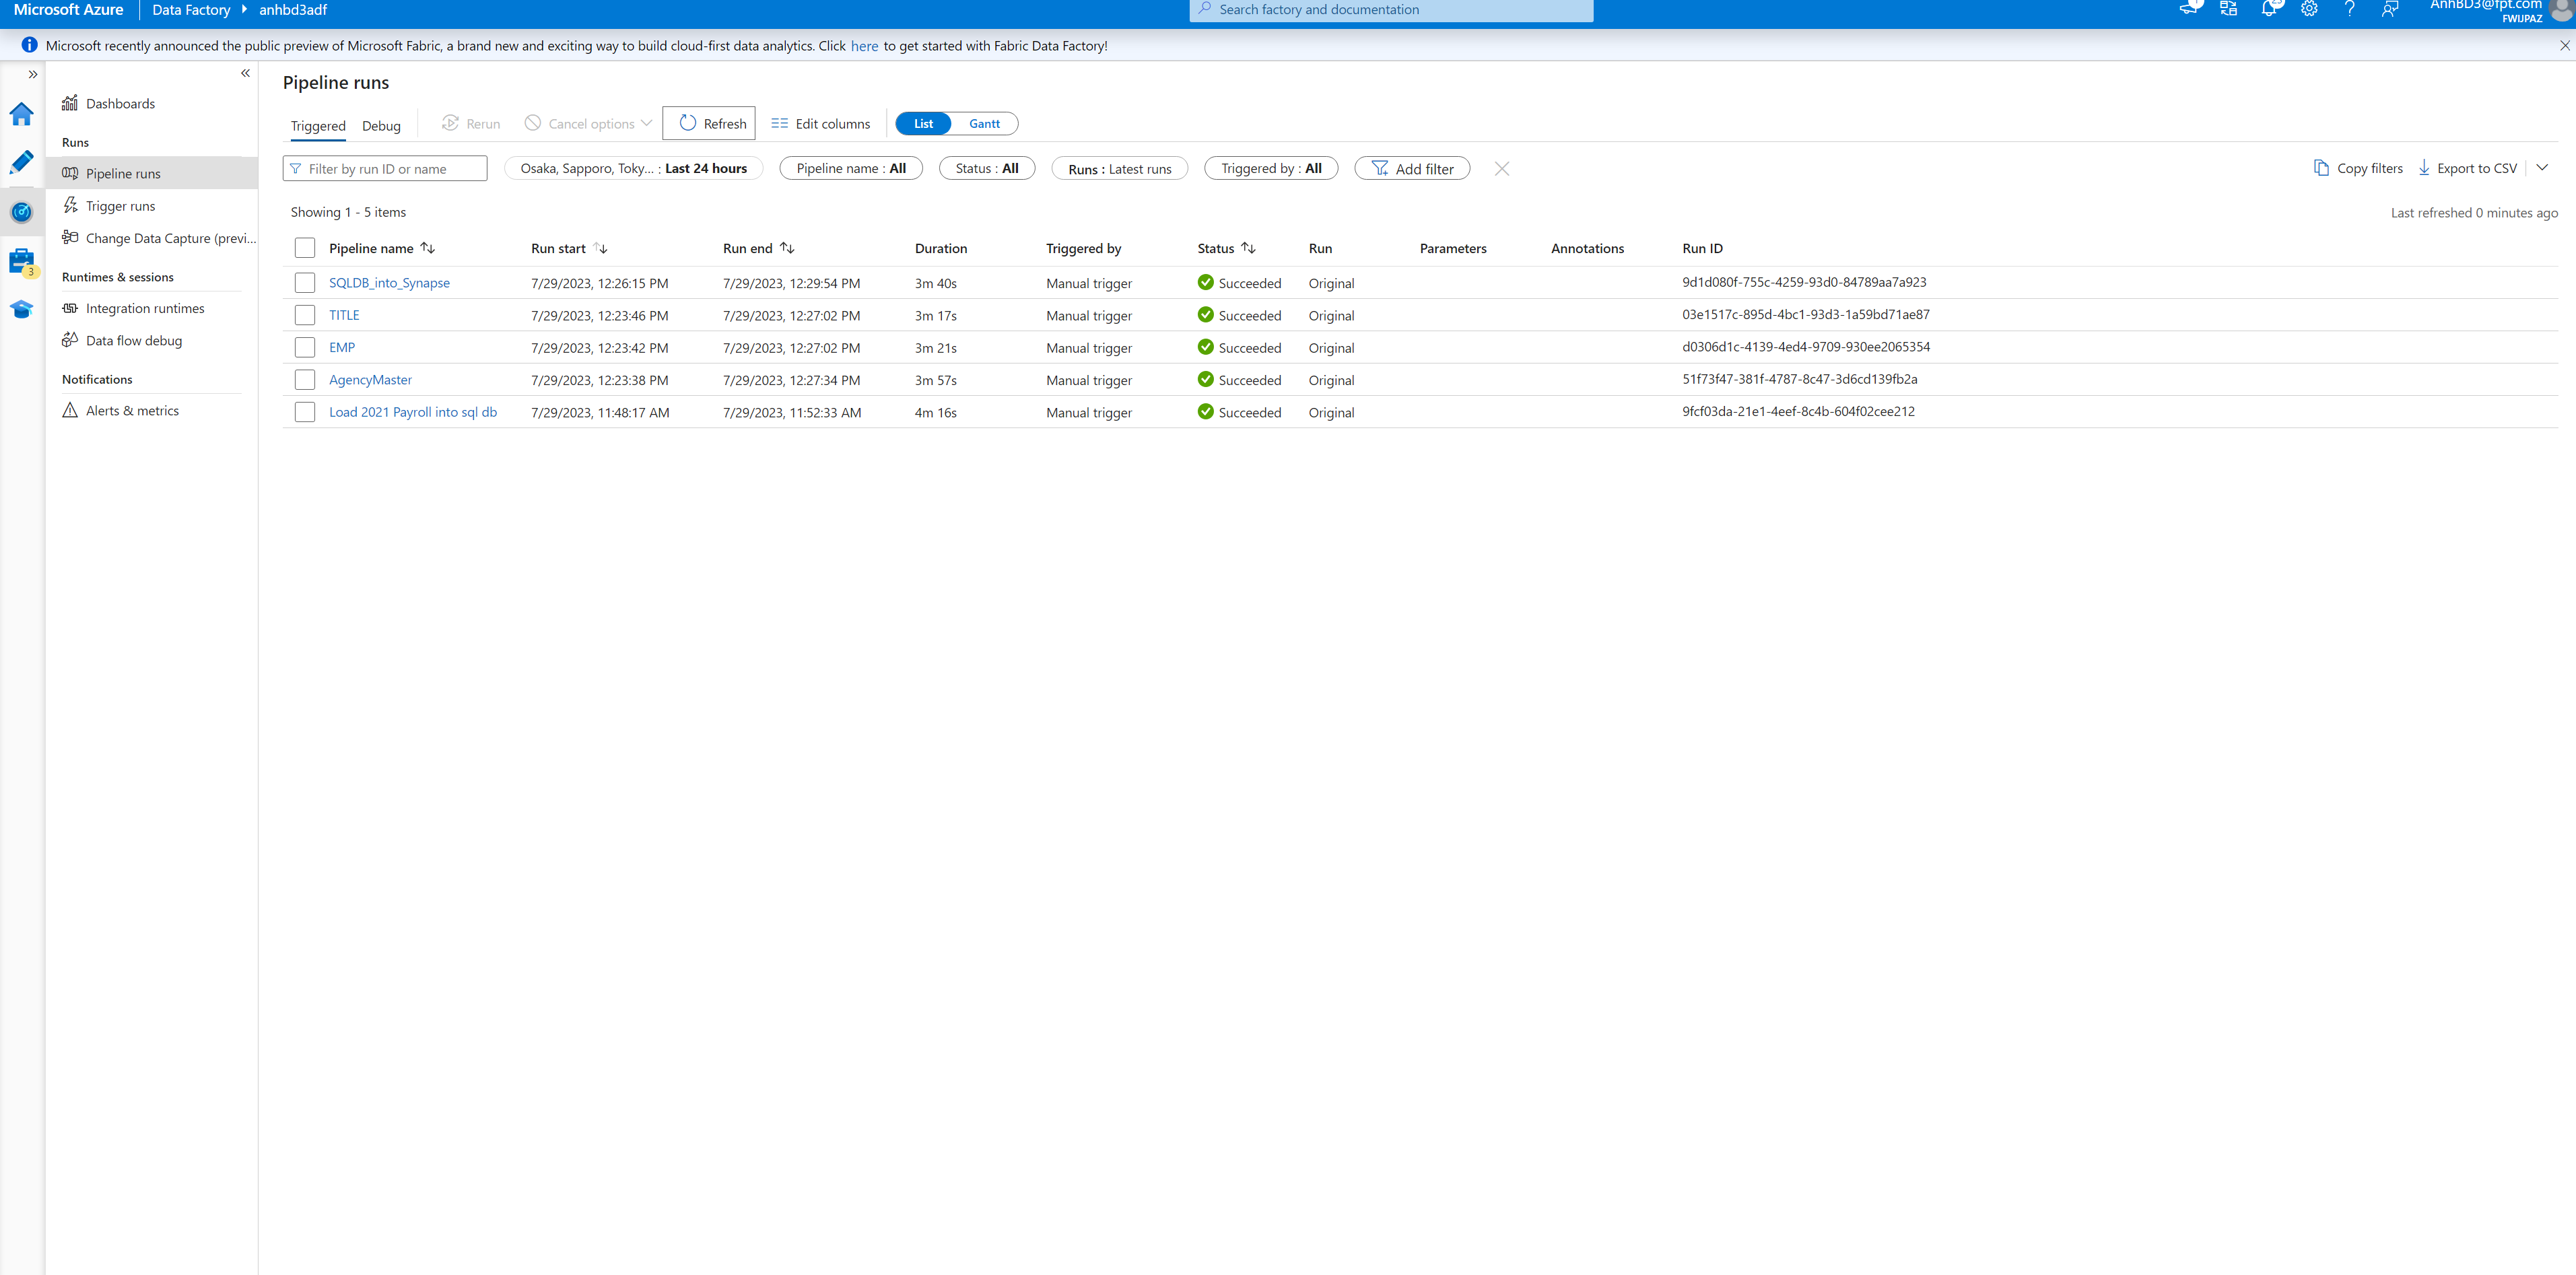 Microsoft Azure Data Factory anhbd3adf Search factory and documentation AnhBD3@fpt.com
FWIJPAZ
Microsoft recently announced the public preview of Microsoft Fabric, a brand new and exciting way to build cloud-first data analytics. Click here to get started with Fabric Data Factory!
Dashboards
Runs
Pipeline runs
Trigger runs
Change Data Capture (previ...
Runtimes & sessions
Integration runtimes
Data flow debug
Notifications
Alerts & metrics
3
Pipeline runs
Triggered Debug Rerun Cancel options Refresh Edit columns List Gantt
Filter by run ID or name Osaka, Sapporo, Toky... : Last 24 hours Pipeline name : All Status : All Runs : Latest runs Triggered by : All Add filter Copy filters Export to CSV
Showing 1 - 5 items Last refreshed 0 minutes ago
Pipeline name Run start Run end Duration Triggered by Status Run Parameters Annotations Run ID
SQLDB_into_Synapse 7/29/2023, 12:26:15 PM 7/29/2023, 12:29:54 PM 3m 40s Manual trigger Succeeded Original 9d1d080f-755c-4259-93d0-84789aa7a923
TITLE 7/29/2023, 12:23:46 PM 7/29/2023, 12:27:02 PM 3m 17s Manual trigger Succeeded Original 03e1517c-895d-4bc1-93d3-1a59bd71ae87
EMP 7/29/2023, 12:23:42 PM 7/29/2023, 12:27:02 PM 3m 21s Manual trigger Succeeded Original d0306d1c-4139-4ed4-9709-930ee2065354
AgencyMaster 7/29/2023, 12:23:38 PM 7/29/2023, 12:27:34 PM 3m 57s Manual trigger Succeeded Original 51f73f47-381f-4787-8c47-3d6cd139fb2a
Load 2021 Payroll into sql db 7/29/2023, 11:48:17 AM 7/29/2023, 11:52:33 AM 4m 16s Manual trigger Succeeded Original 9fcf03da-21e1-4eef-8c4b-604f02cee212